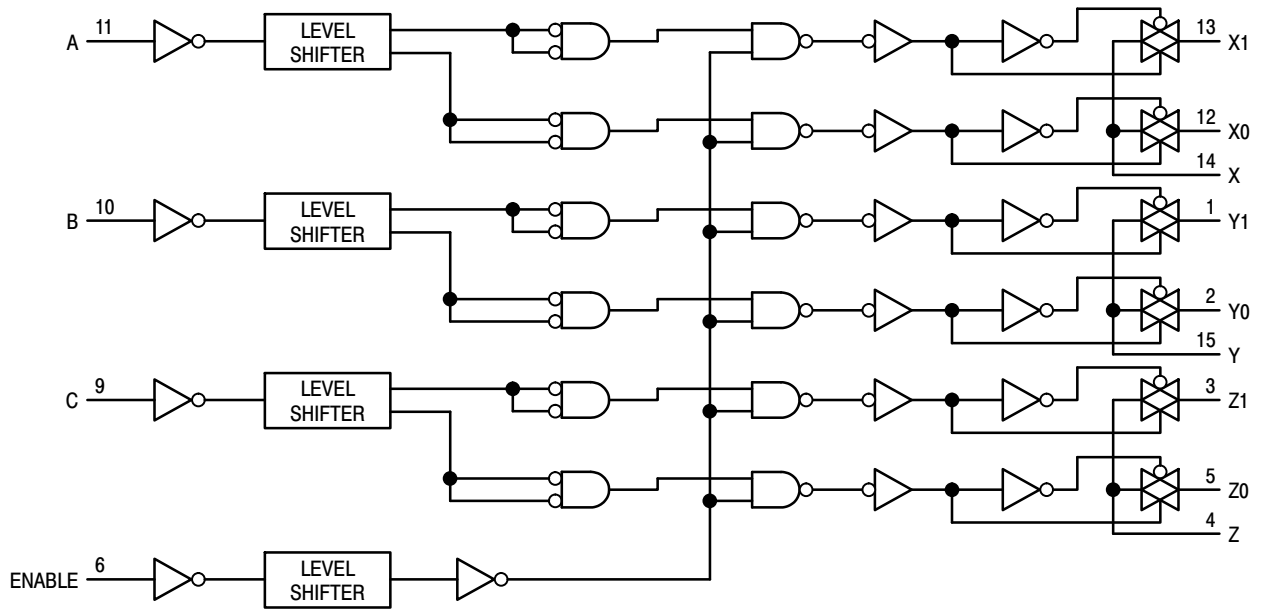 A 11 LEVEL SHIFTER 13 X1
12 X0
14 X
B 10 LEVEL SHIFTER 1 Y1
2 Y0
15 Y
C 9 LEVEL SHIFTER 3 Z1
5 Z0
4 Z
ENABLE 6 LEVEL SHIFTER